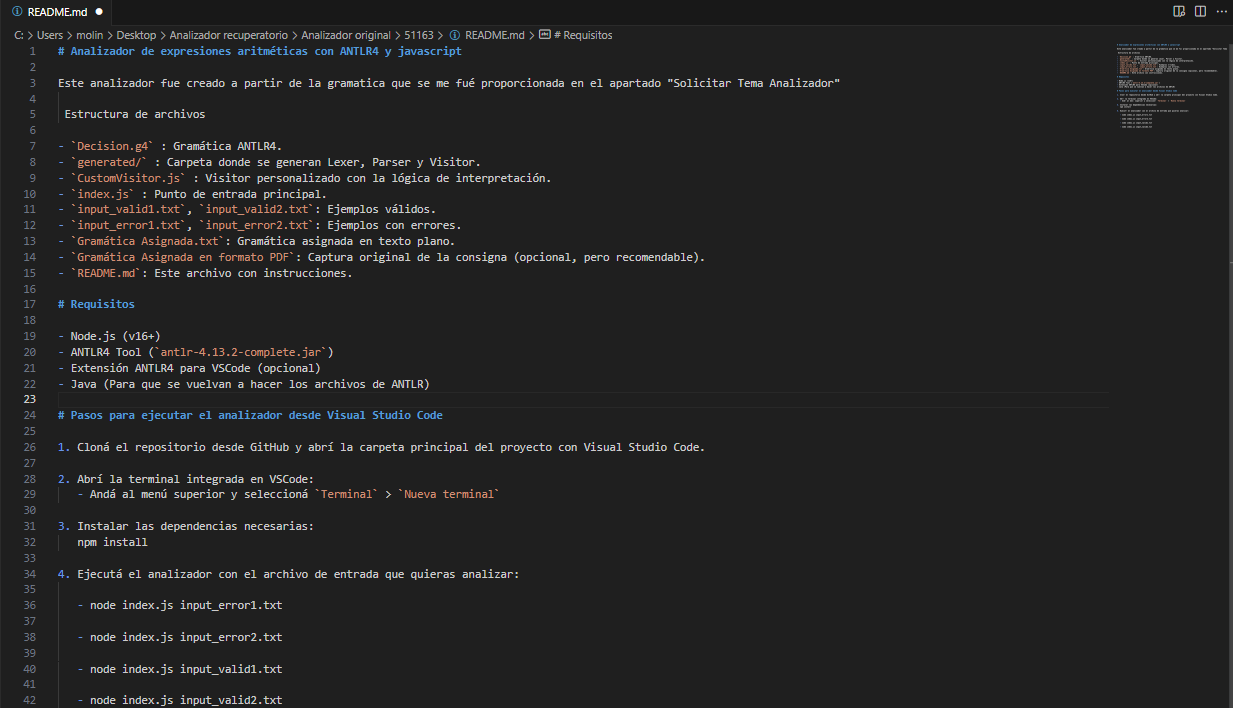 README.md
C: > Users > molin > Desktop > Analizador recuperatorio > Analizador original > 51163 > README.md > # Requisitos
1 # Analizador de expresiones aritméticas con ANTLR4 y javascript
2
3 Este analizador fue creado a partir de la gramatica que se me fué proporcionada en el apartado "Solicitar Tema Analizador"
4
5 Estructura de archivos
6
7 - `Decision.g4` : Gramática ANTLR4.
8 - `generated/` : Carpeta donde se generan Lexer, Parser y Visitor.
9 - `CustomVisitor.js` : Visitor personalizado con la lógica de interpretación.
10 - `index.js` : Punto de entrada principal.
11 - `input_valid1.txt`, `input_valid2.txt`: Ejemplos válidos.
12 - `input_error1.txt`, `input_error2.txt`: Ejemplos con errores.
13 - `Gramática Asignada.txt`: Gramática asignada en texto plano.
14 - `Gramática Asignada en formato PDF`: Captura original de la consigna (opcional, pero recomendable).
15 - `README.md`: Este archivo con instrucciones.
16
17 # Requisitos
18
19 - Node.js (v16+)
20 - ANTLR4 Tool (`antlr-4.13.2-complete.jar`)
21 - Extensión ANTLR4 para VSCode (opcional)
22 - Java (Para que se vuelvan a hacer los archivos de ANTLR)
23
24 # Pasos para ejecutar el analizador desde Visual Studio Code
25
26 1. Cloná el repositorio desde GitHub y abrí la carpeta principal del proyecto con Visual Studio Code.
27
28 2. Abrí la terminal integrada en VSCode:
29 - Andá al menú superior y seleccioná `Terminal` > `Nueva terminal`
30
31 3. Instalar las dependencias necesarias:
32 npm install
33
34 4. Ejecutá el analizador con el archivo de entrada que quieras analizar:
35
36 - node index.js input_error1.txt
37
38 - node index.js input_error2.txt
39
40 - node index.js input_valid1.txt
41
42 - node index.js input_valid2.txt